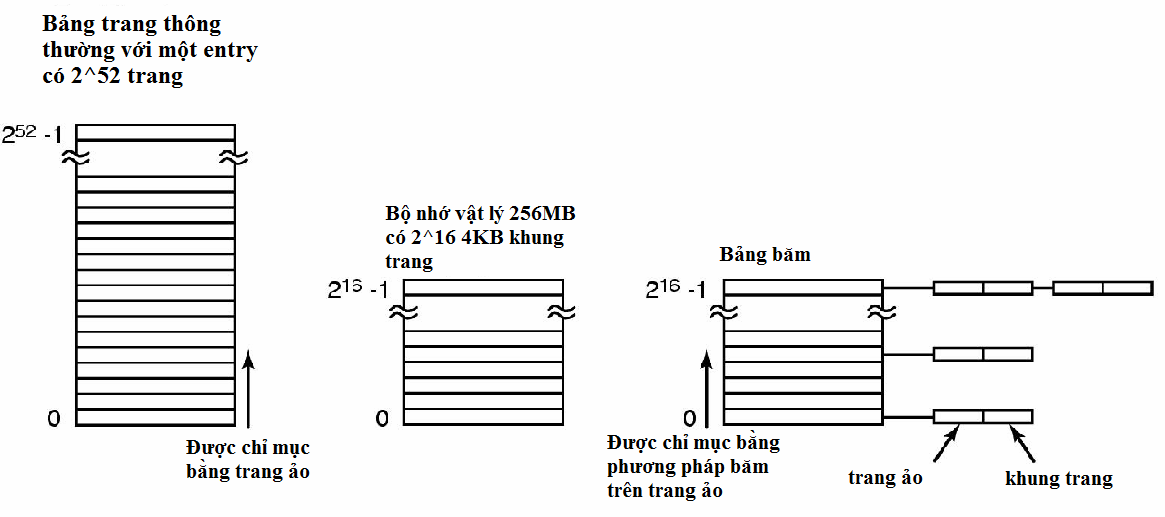 Bảng trang thông
thường với một entry
có 2^52 trang
2^52 -1
0
Được chỉ mục
bằng trang ảo
Bộ nhớ vật lý 256MB
có 2^16 4KB khung
trang
2^16 -1
0
Bảng băm
2^16 -1
0
Được chỉ mục bằng
phương pháp băm
trên trang ảo
trang ảo
khung trang